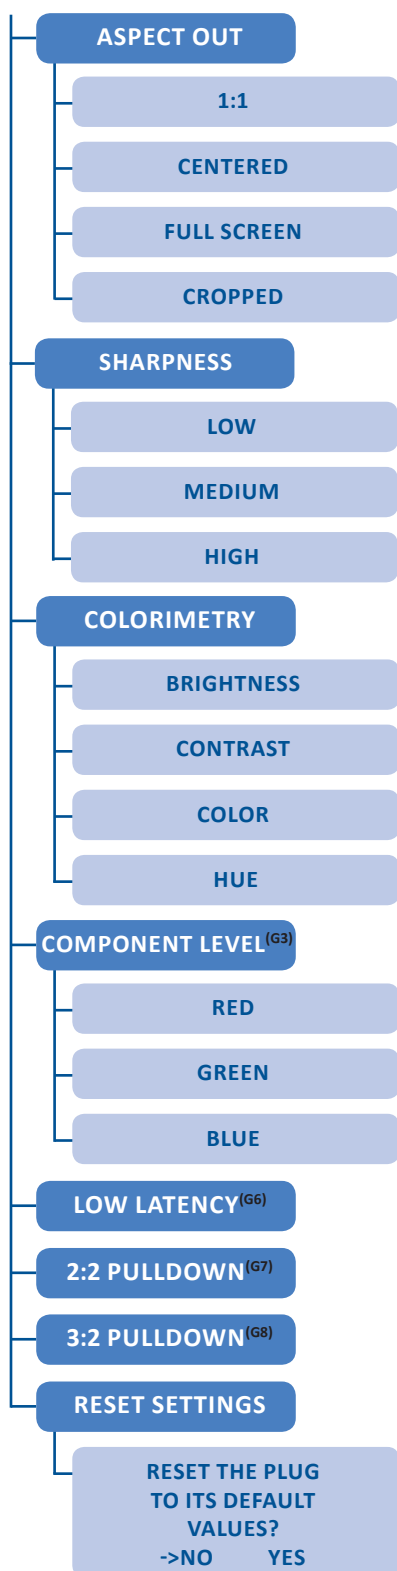 ASPECT OUT
1:1
CENTERED
FULL SCREEN
CROPPED
SHARPNESS
LOW
MEDIUM
HIGH
COLORIMETRY
BRIGHTNESS
CONTRAST
COLOR
HUE
COMPONENT LEVEL(G3)
RED
GREEN
BLUE
LOW LATENCY(G6)
2:2 PULLDOWN(G7)
3:2 PULLDOWN(G8)
RESET SETTINGS
RESET THE PLUG
TO ITS DEFAULT
VALUES?
->NO YES